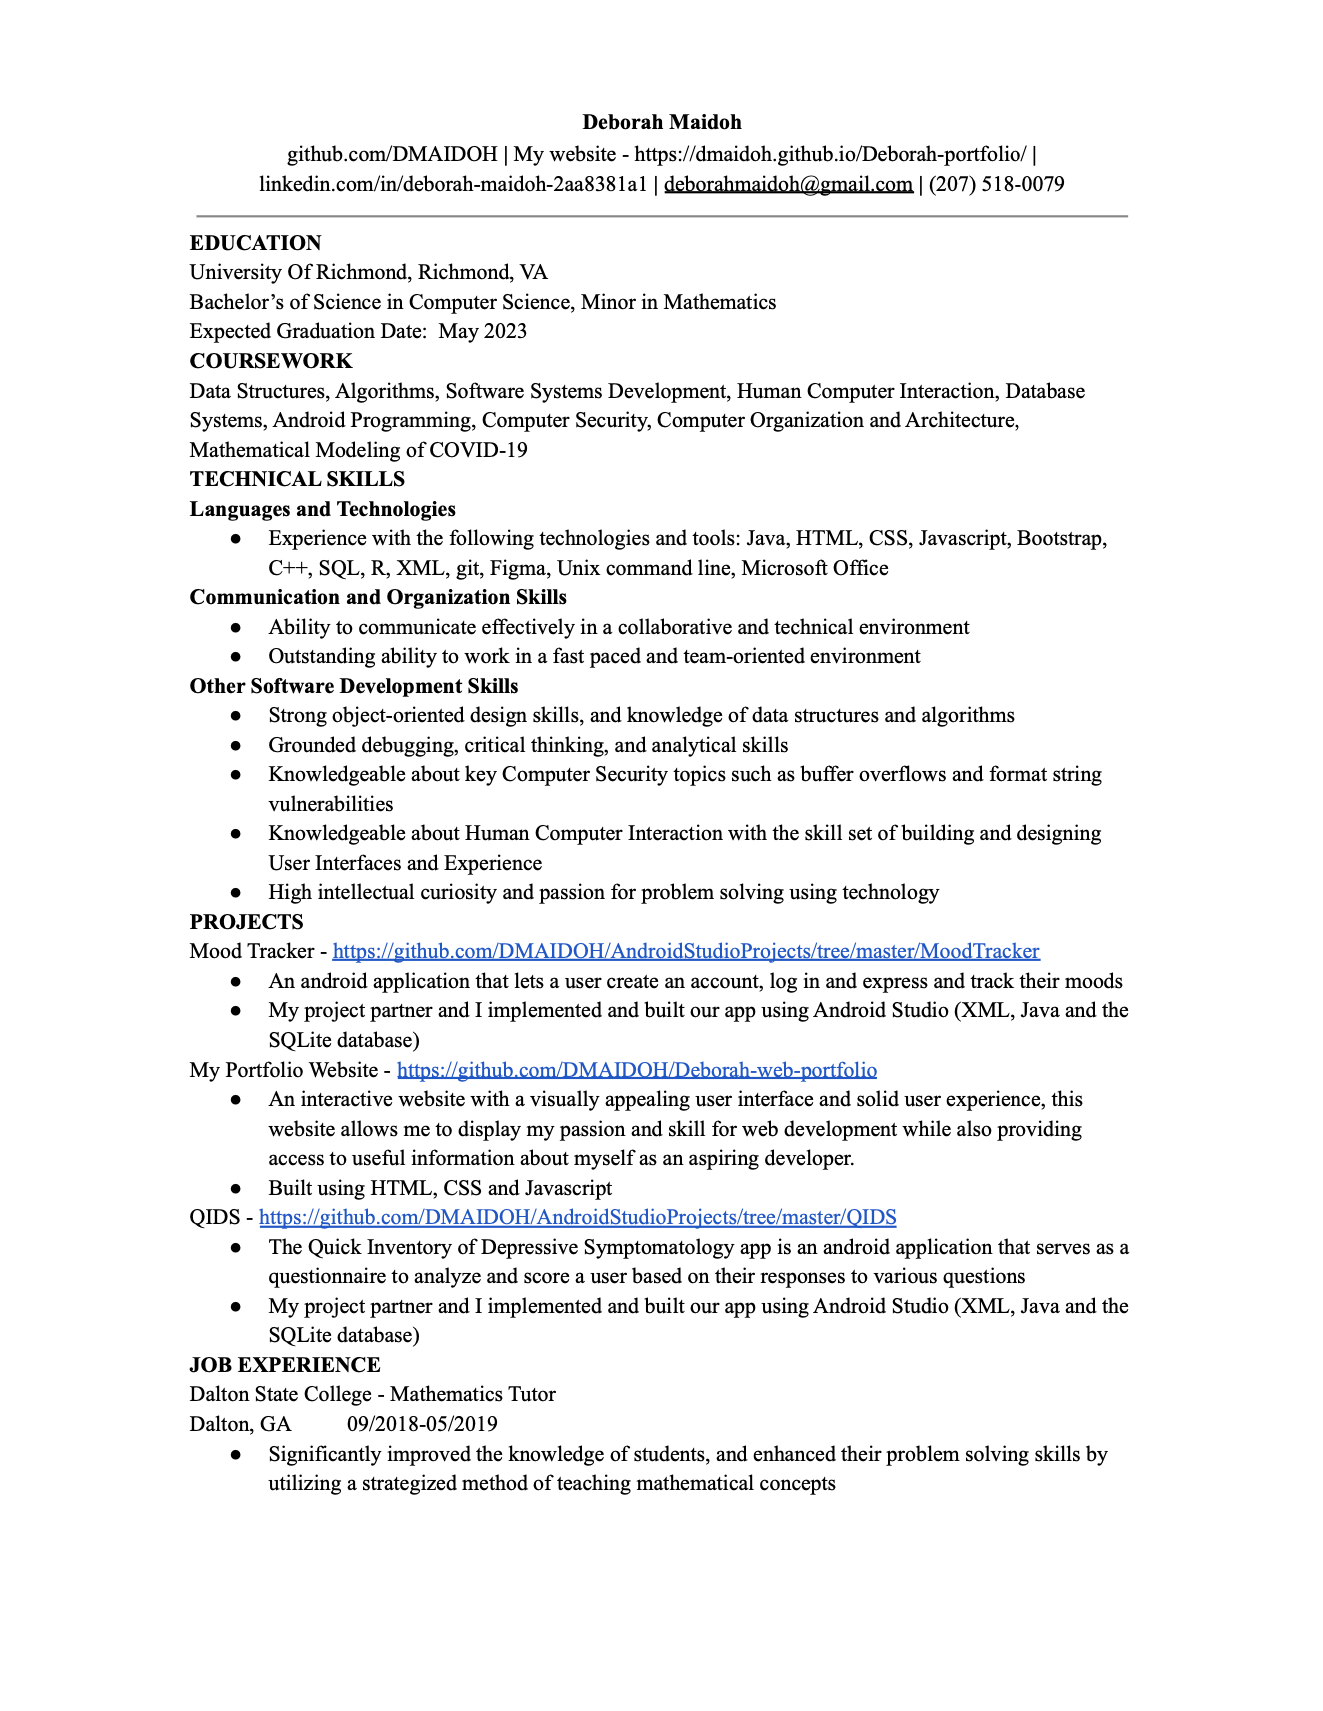 Deborah Maidoh
github.com/DMAIDOH | My website - https://dmaidoh.github.io/Deborah-portfolio/ |
linkedin.com/in/deborah-maidoh-2aa8381a1 | deborahmaidoh@gmail.com | (207) 518-0079
EDUCATION
University Of Richmond, Richmond, VA
Bachelor’s of Science in Computer Science, Minor in Mathematics
Expected Graduation Date:  May 2023
COURSEWORK
Data Structures, Algorithms, Software Systems Development, Human Computer Interaction, Database
Systems, Android Programming, Computer Security, Computer Organization and Architecture,
Mathematical Modeling of COVID-19
TECHNICAL SKILLS
Languages and Technologies
● Experience with the following technologies and tools: Java, HTML, CSS, Javascript, Bootstrap,
C++, SQL, R, XML, git, Figma, Unix command line, Microsoft Office
Communication and Organization Skills
● Ability to communicate effectively in a collaborative and technical environment
● Outstanding ability to work in a fast paced and team-oriented environment
Other Software Development Skills
● Strong object-oriented design skills, and knowledge of data structures and algorithms
● Grounded debugging, critical thinking, and analytical skills
● Knowledgeable about key Computer Security topics such as buffer overflows and format string
vulnerabilities
● Knowledgeable about Human Computer Interaction with the skill set of building and designing
User Interfaces and Experience
● High intellectual curiosity and passion for problem solving using technology
PROJECTS
Mood Tracker - https://github.com/DMAIDOH/AndroidStudioProjects/tree/master/MoodTracker
● An android application that lets a user create an account, log in and express and track their moods
● My project partner and I implemented and built our app using Android Studio (XML, Java and the
SQLite database)
My Portfolio Website - https://github.com/DMAIDOH/Deborah-web-portfolio
● An interactive website with a visually appealing user interface and solid user experience, this
website allows me to display my passion and skill for web development while also providing
access to useful information about myself as an aspiring developer.
● Built using HTML, CSS and Javascript
QIDS - https://github.com/DMAIDOH/AndroidStudioProjects/tree/master/QIDS
● The Quick Inventory of Depressive Symptomatology app is an android application that serves as a
questionnaire to analyze and score a user based on their responses to various questions
● My project partner and I implemented and built our app using Android Studio (XML, Java and the
SQLite database)
JOB EXPERIENCE
Dalton State College - Mathematics Tutor
Dalton, GA 09/2018-05/2019
● Significantly improved the knowledge of students, and enhanced their problem solving skills by
utilizing a strategized method of teaching mathematical concepts